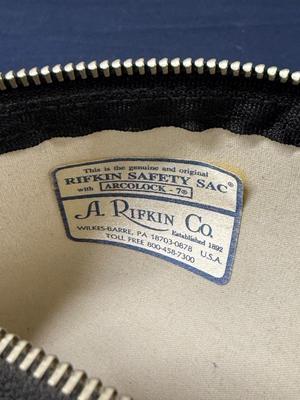 This is the genuine and original
RIFKIN SAFETY SAC®
with ARCOLOCK - 7®
A. RIFKIN CO.
Established 1892
WILKES-BARRE, PA 18703-0878
TOLL FREE 800-458-7300 U.S.A.